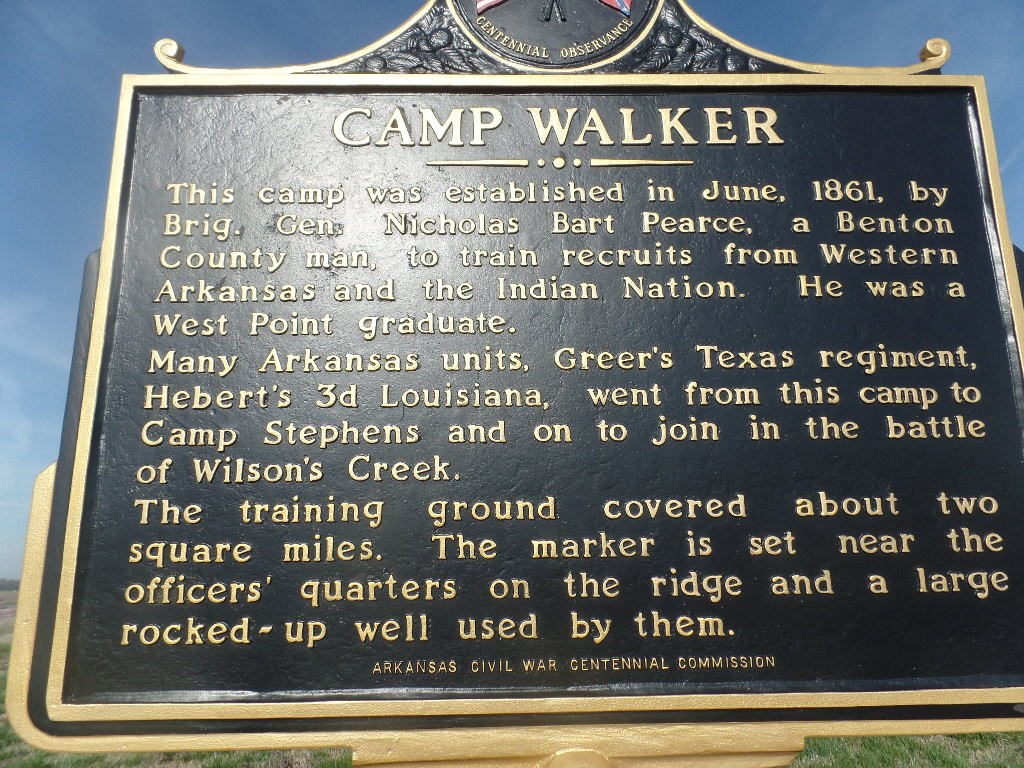 CENTENNIAL OBSERVANCE
CAMP WALKER
This camp was established in June, 1861, by
Brig. Gen. Nicholas Bart Pearce, a Benton
County man, to train recruits from Western
Arkansas and the Indian Nation. He was a
West Point graduate.
Many Arkansas units, Greer's Texas regiment,
Hebert's 3d Louisiana, went from this camp to
Camp Stephens and on to join in the battle
of Wilson's Creek.
The training ground covered about two
square miles. The marker is set near the
officers' quarters on the ridge and a large
rocked-up well used by them.
ARKANSAS CIVIL WAR CENTENNIAL COMMISSION